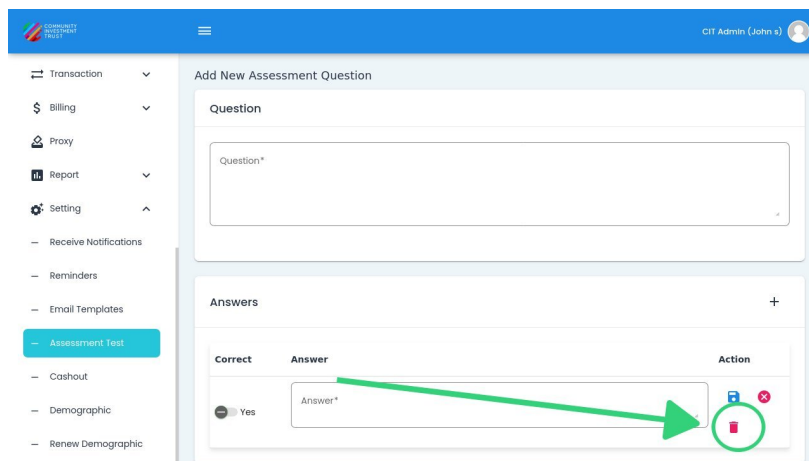 COMMUNITY
INVESTMENT
TRUST
CIT Admin (John s)
Transaction
Billing
Proxy
Report
Setting
Receive Notifications
Reminders
Email Templates
Assessment Test
Cashout
Demographic
Renew Demographic
Add New Assessment Question
Question
Question*
Answers
Correct Answer Action
Yes Answer*